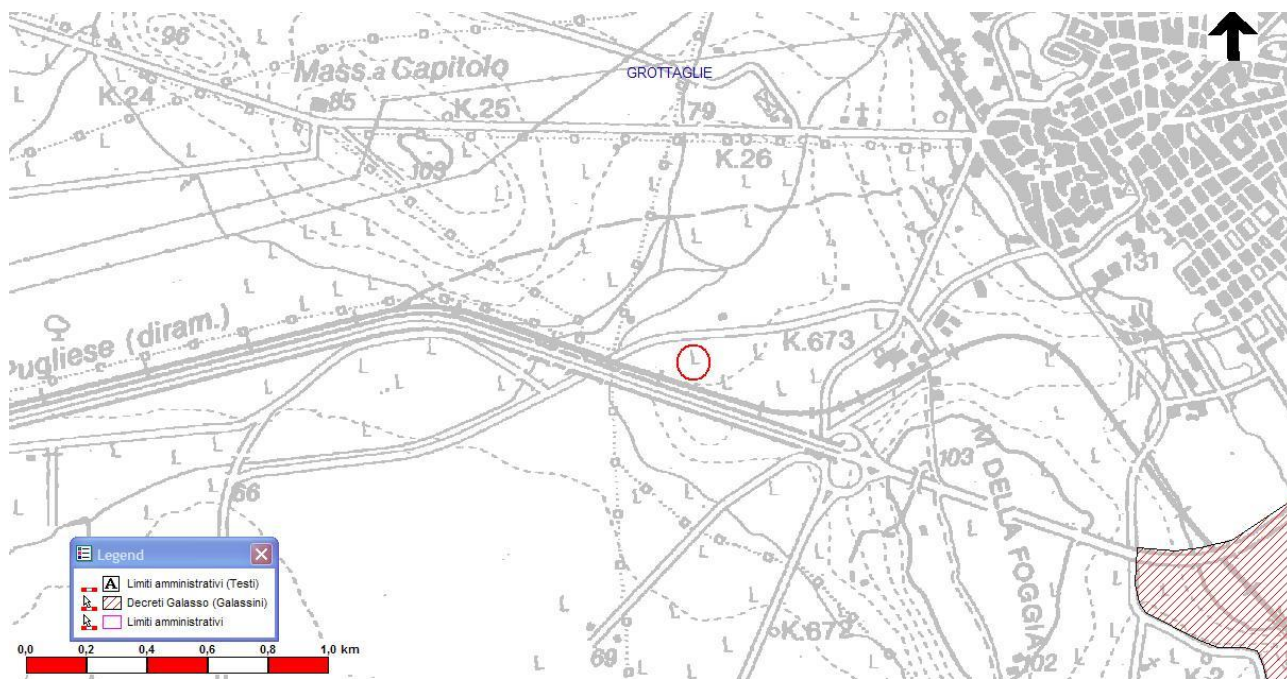 96
Mass.a Capitolo
GROTTAGLIE
K.24
85
K.25
79
103
K.26
131
Pugliese (diram.)
K.673
66
103
M. DELLA FOGGIA
K.672
69
102
K-2
Legend
A Limiti amministrativi (Testi)
Decreti Galasso (Galassini)
Limiti amministrativi
0,0 0,2 0,4 0,6 0,8 1,0 km